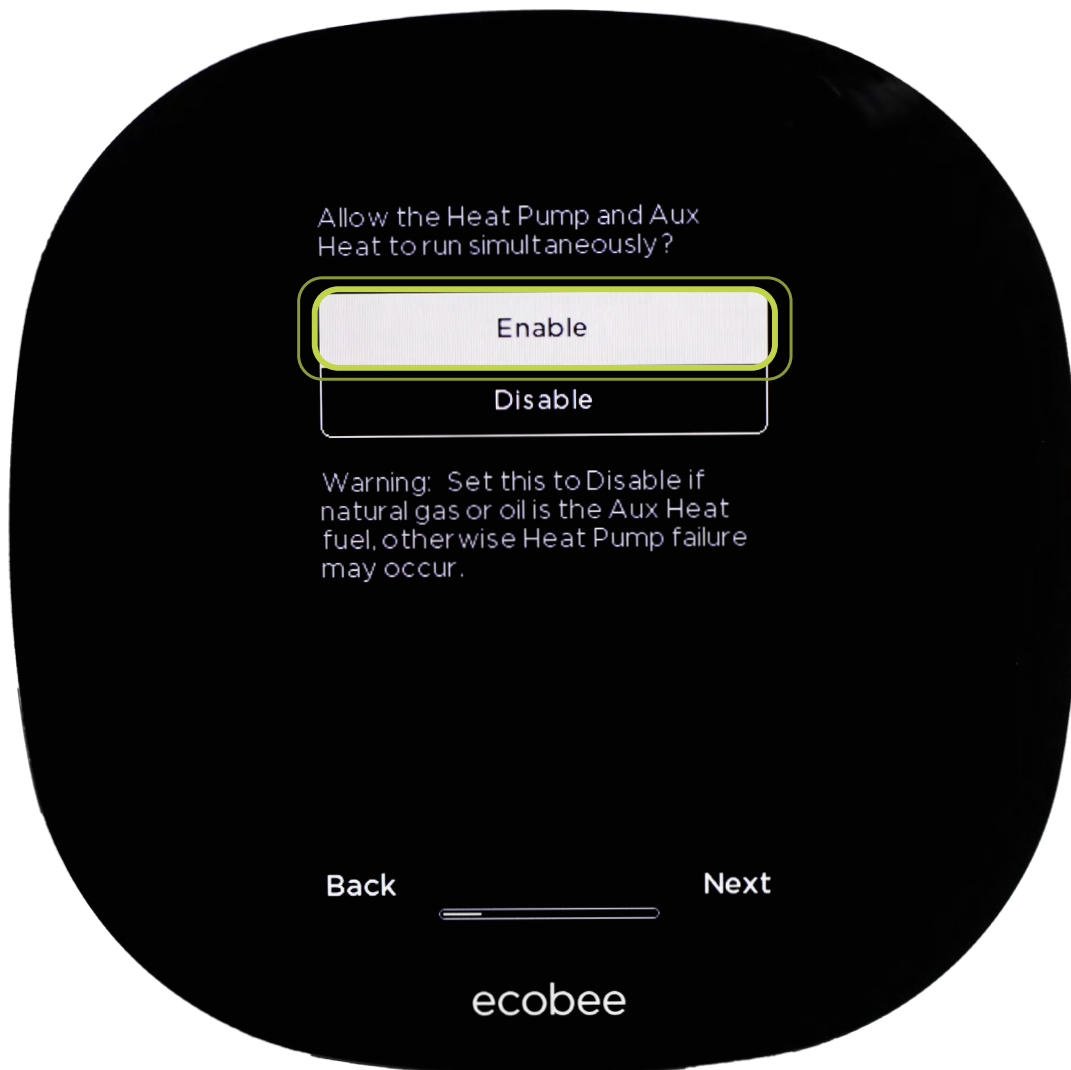 Allow the Heat Pump and Aux
Heat to run simultaneously?
Enable
Disable
Warning: Set this to Disable if
natural gas or oil is the Aux Heat
fuel, otherwise Heat Pump failure
may occur.
Back
Next
ecobee